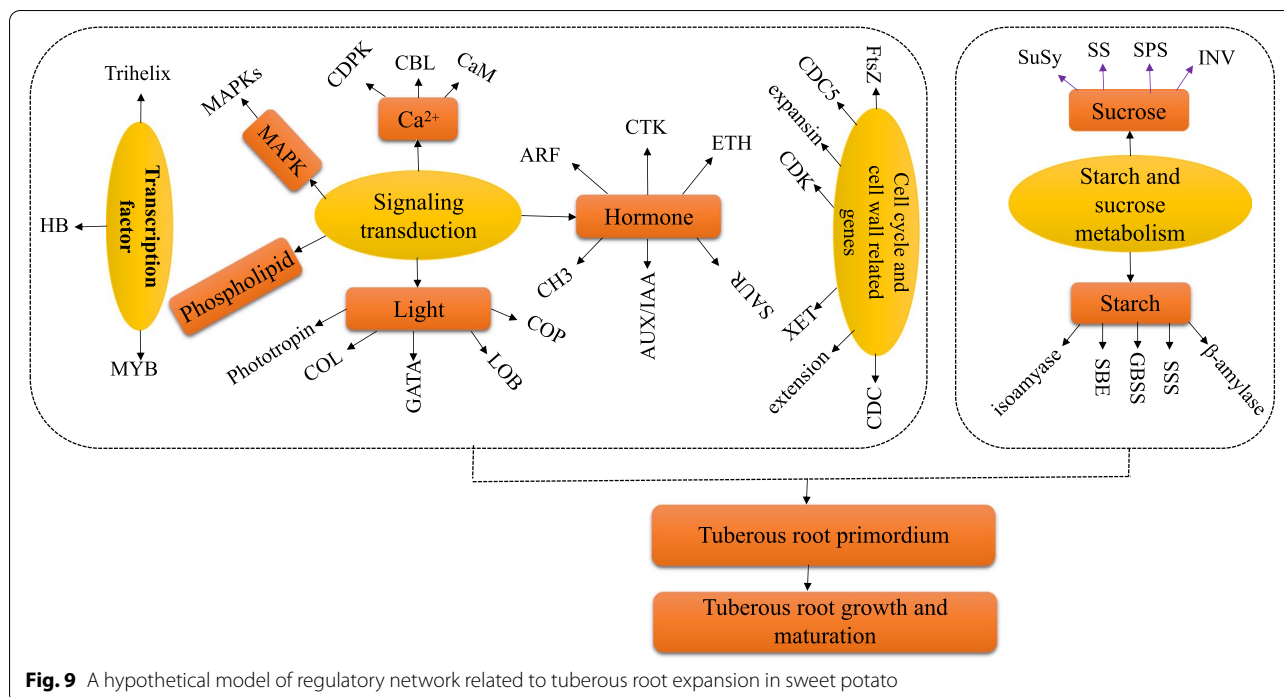 Trihelix
Transcription
factor
HB
MYB
MAPKs
MAPK
CDPK
CBL
CaM
Ca²⁺
Signaling
transduction
Phospholipid
Light
Phototropin
COL
GATA
LOB
COP
ARF
CTK
ETH
Hormone
CH3
AUX/IAA
SAUR
FtsZ
CDC5
expansin
CDK
Cell cycle and
cell wall related
genes
XET
extension
CDC
SuSy
SS
SPS
INV
Sucrose
Starch and
sucrose
metabolism
Starch
isoamyase
SBE
GBSS
SSS
β-amylase
Tuberous root primordium
Tuberous root growth and
maturation
Fig. 9 A hypothetical model of regulatory network related to tuberous root expansion in sweet potato